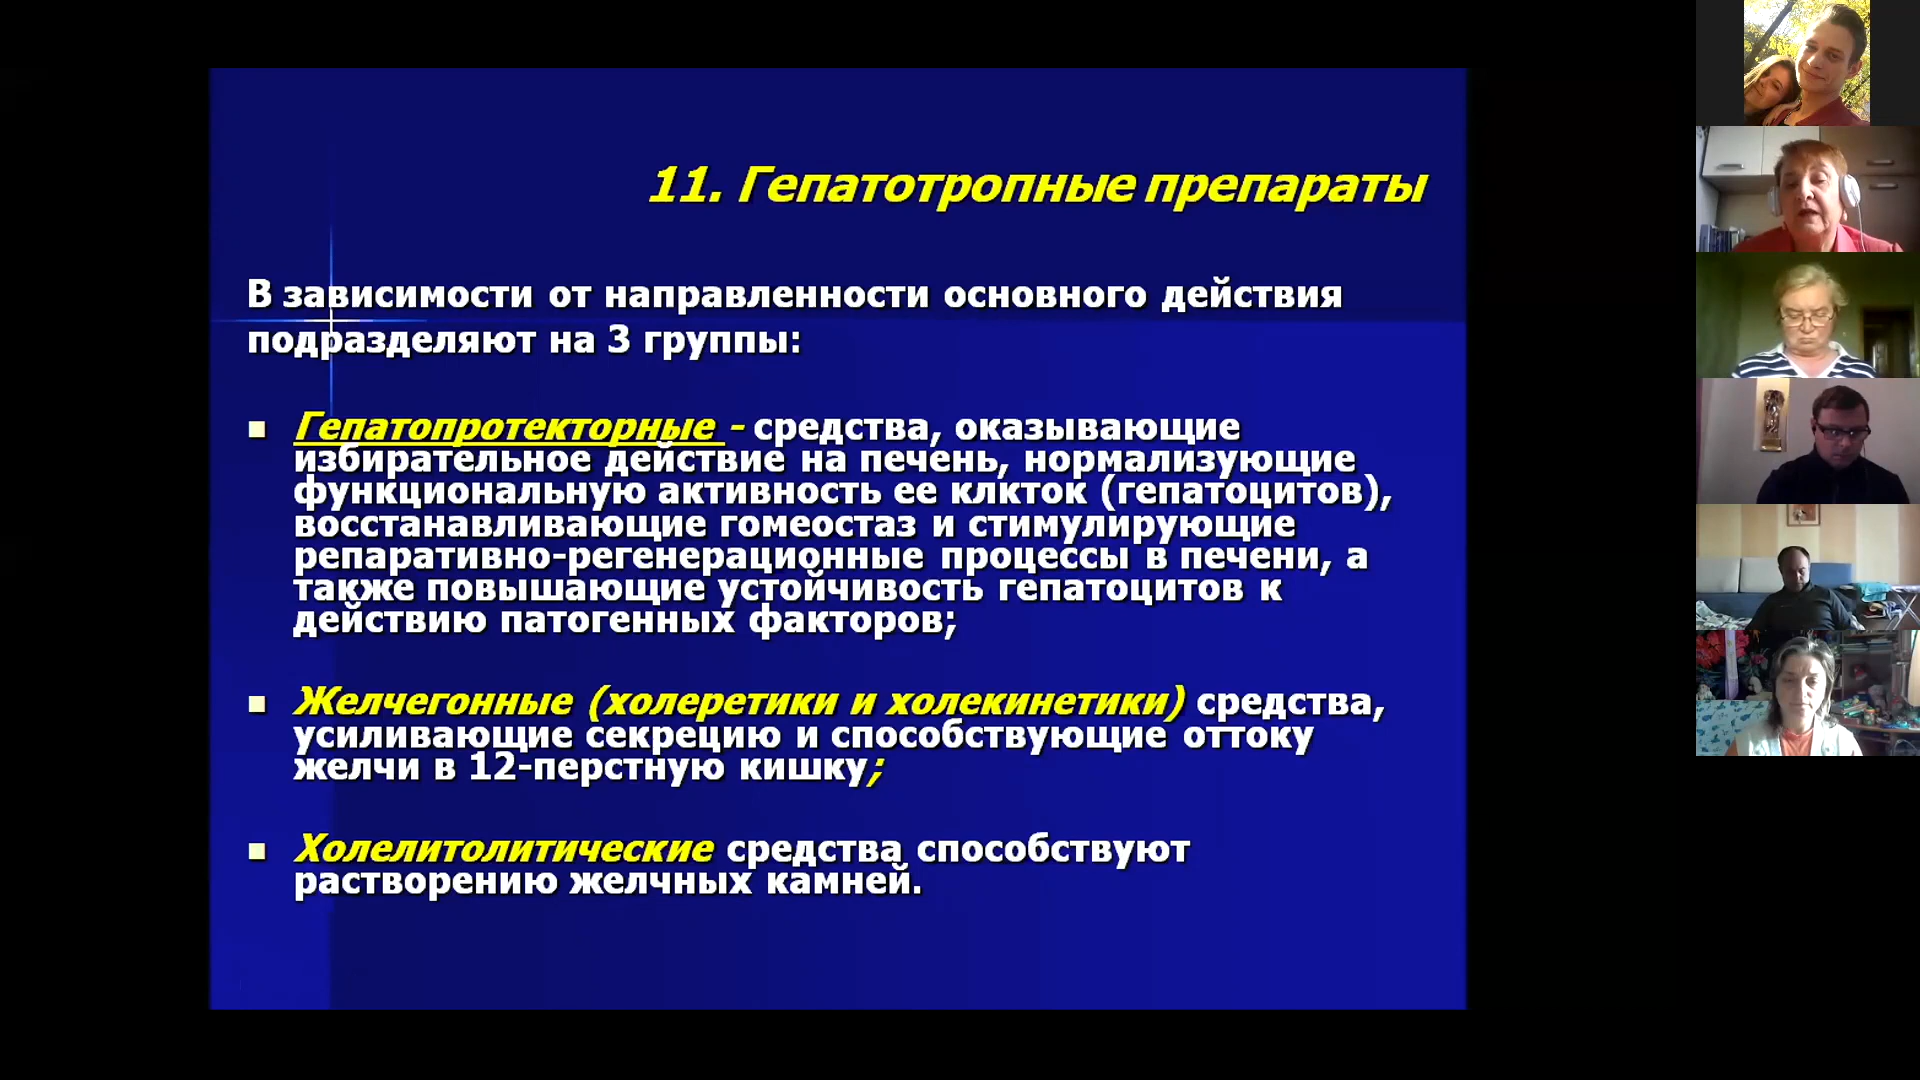 11. Гепатотропные препараты
В зависимости от направленности основного действия
подразделяют на 3 группы:
Гепатопротекторные - средства, оказывающие
избирательное действие на печень, нормализующие
функциональную активность ее клкток (гепатоцитов),
восстанавливающие гомеостаз и стимулирующие
репаративно-регенерационные процессы в печени, а
также повышающие устойчивость гепатоцитов к
действию патогенных факторов;
Желчегонные (холеретики и холекинетики) средства,
усиливающие секрецию и способствующие оттоку
желчи в 12-перстную кишку;
Холелитолитические средства способствуют
растворению желчных камней.